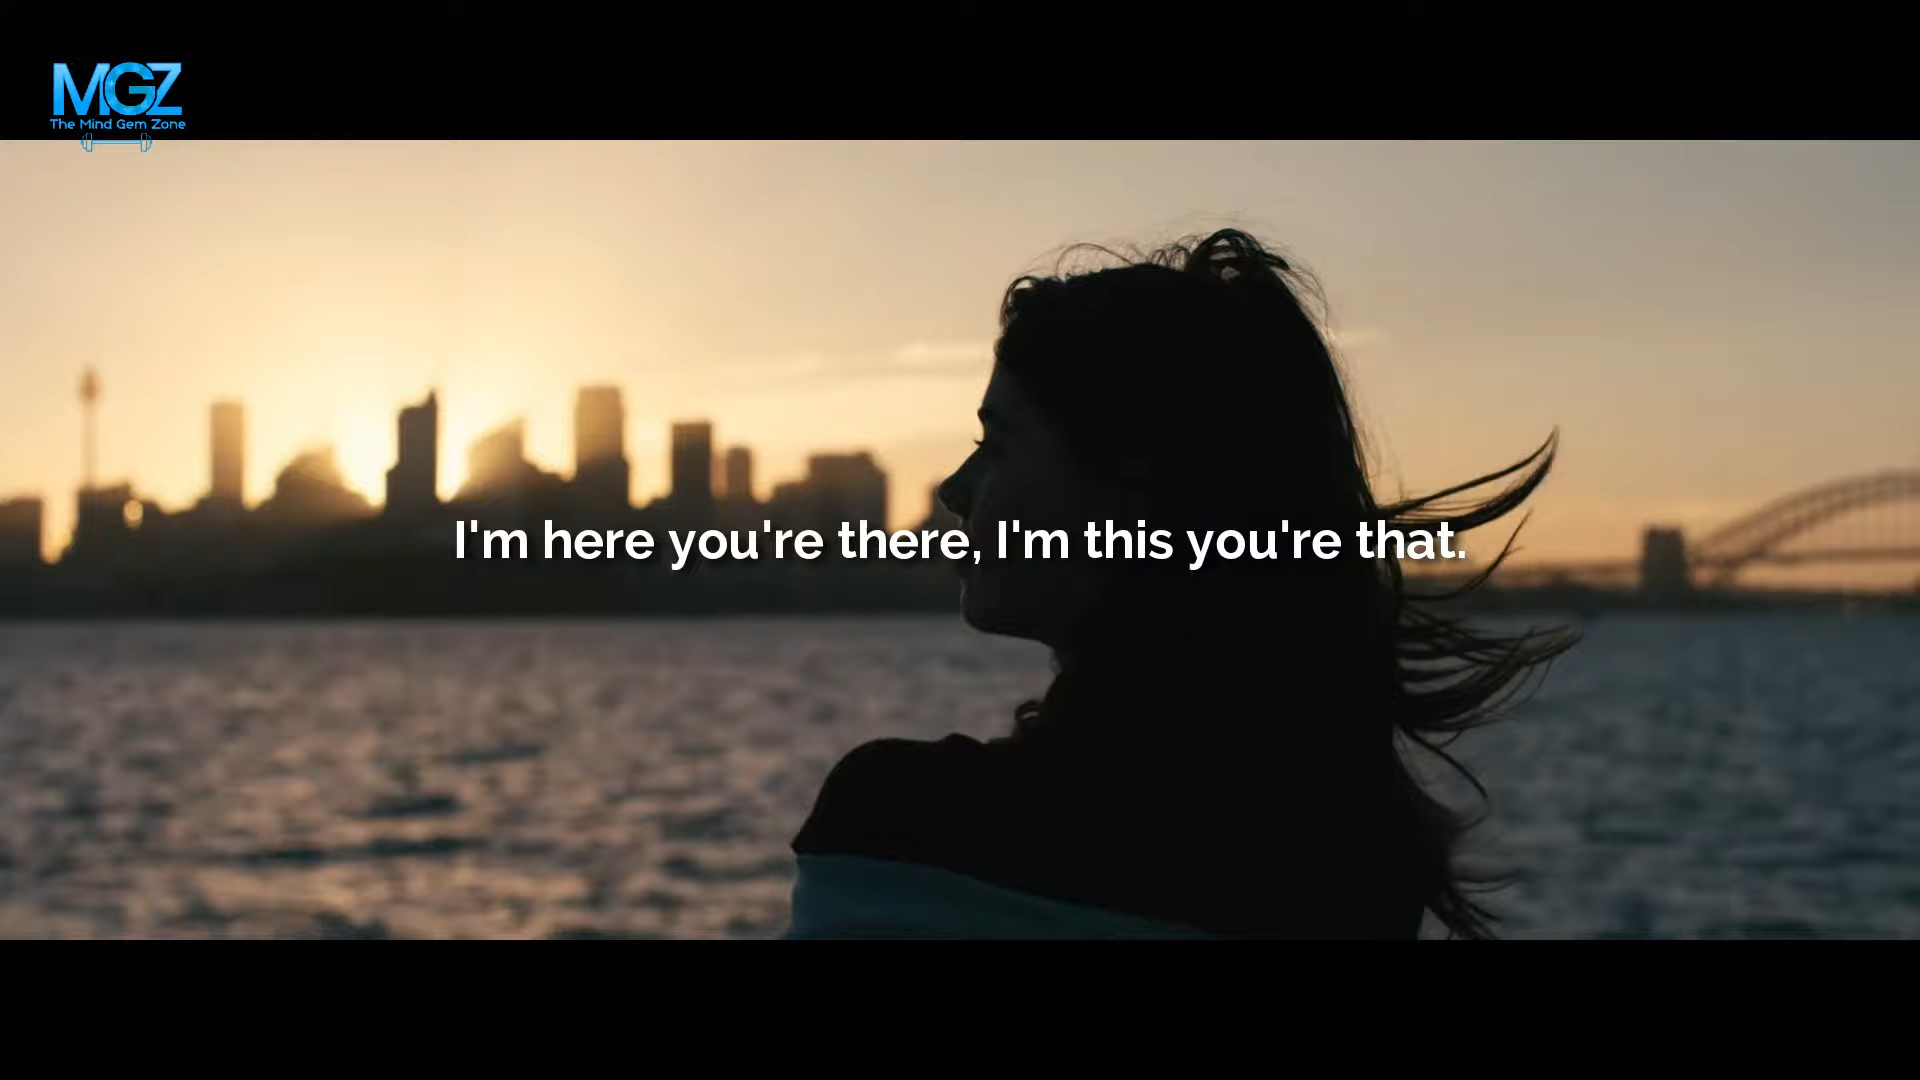 MGZ
The Mind Gem Zone
I'm here you're there, I'm this you're that.